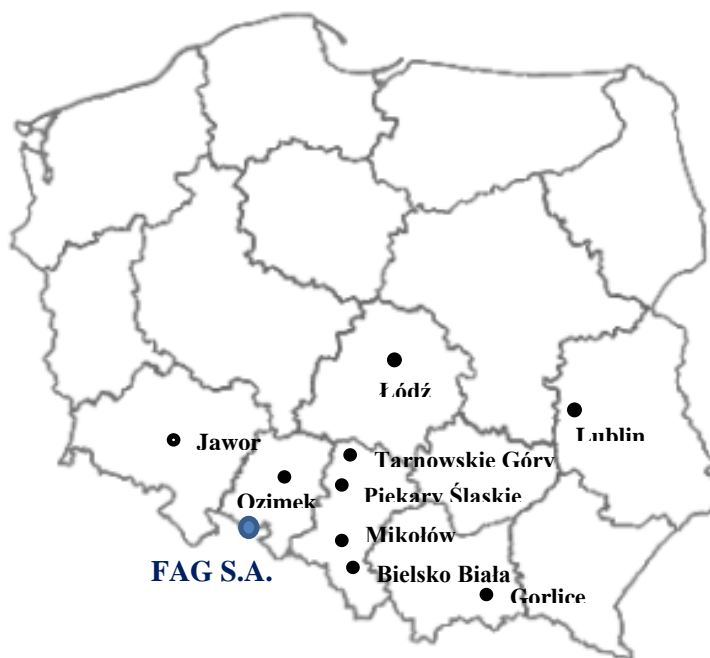 Łódź
Lublin
Jawor
Tarnowskie Góry
Ozimek
Piekary Śląskie
Mikołów
FAG S.A.
Bielsko Biała
Gorlice